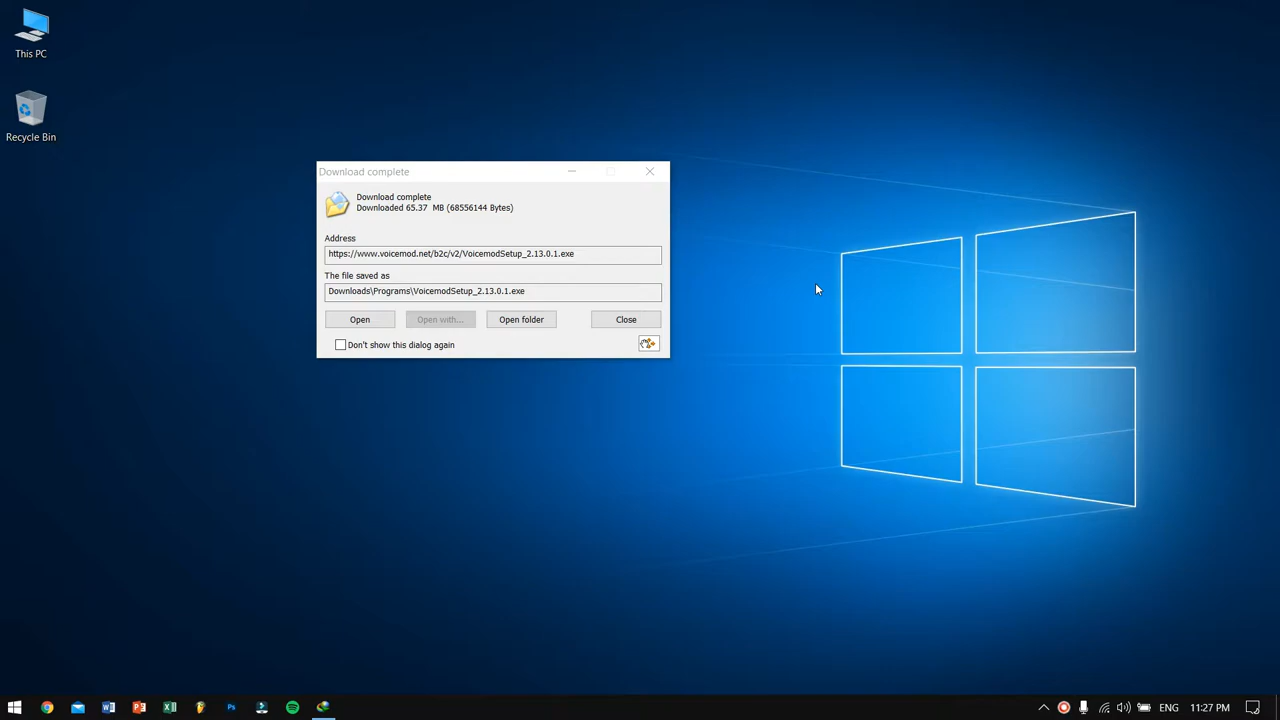 This PC
Recycle Bin
Download complete
Download complete
Downloaded 65.37 MB (68556144 Bytes)
Address
https://www.voicemod.net/b2c/v2/VoicemodSetup_2.13.0.1.exe
The file saved as
Downloads\Programs\VoicemodSetup_2.13.0.1.exe
Open
Open with...
Open folder
Close
Don't show this dialog again
ENG
11:27 PM